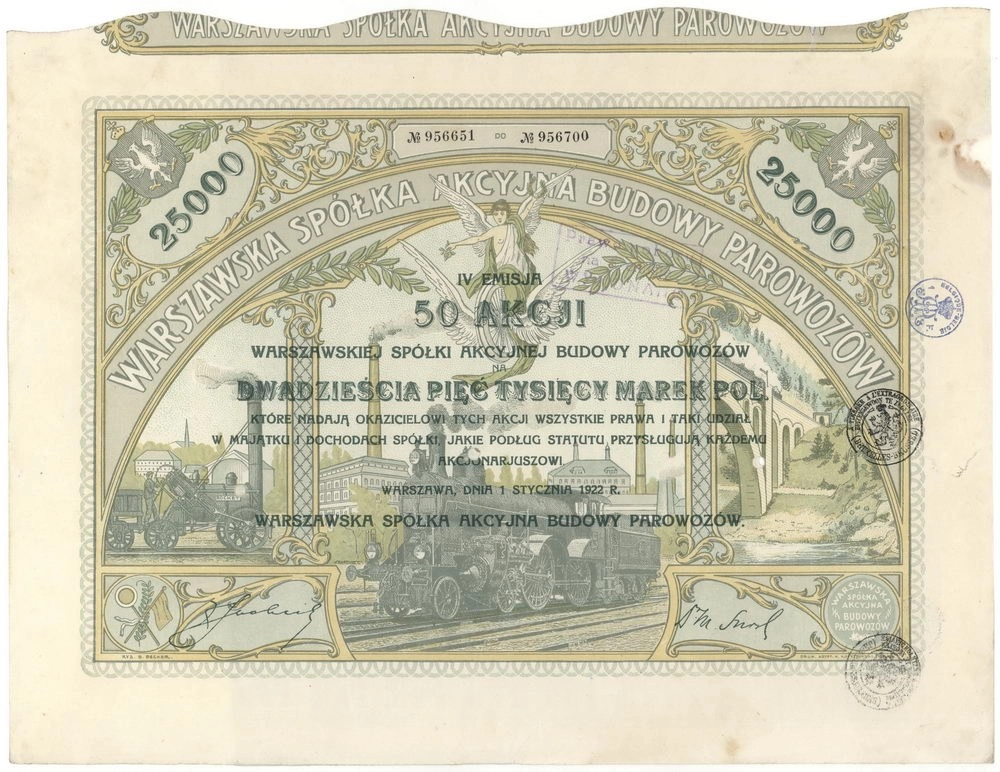 WARSZAWSKA SPÓŁKA AKCYJNA BUDOWY PAROWOZÓW
№ 956651 DO № 956700
25000
25000
WARSZAWSKA SPÓŁKA AKCYJNA BUDOWY PAROWOZÓW
IV EMISJA
50 AKCJI
WARSZAWSKIEJ SPÓŁKI AKCYJNEJ BUDOWY PAROWOZÓW
NA
DWADZIEŚCIA PIĘĆ TYSIĘCY MAREK POL.
KTÓRE NADAJĄ OKAZICIELOWI TYCH AKCJI WSZYSTKIE PRAWA I TAKI UDZIAŁ
W MAJĄTKU I DOCHODACH SPÓŁKI, JAKIE PODŁUG STATUTU PRZYSŁUGUJĄ KAŻDEMU
AKCJONARJUSZOWI.
WARSZAWA, DNIA 1 STYCZNIA 1922 R.
WARSZAWSKA SPÓŁKA AKCYJNA BUDOWY PAROWOZÓW.
ROCKET
WARSZAWSKA
SPÓŁKA
AKCYJNA
BUDOWY
PAROWOZÓW